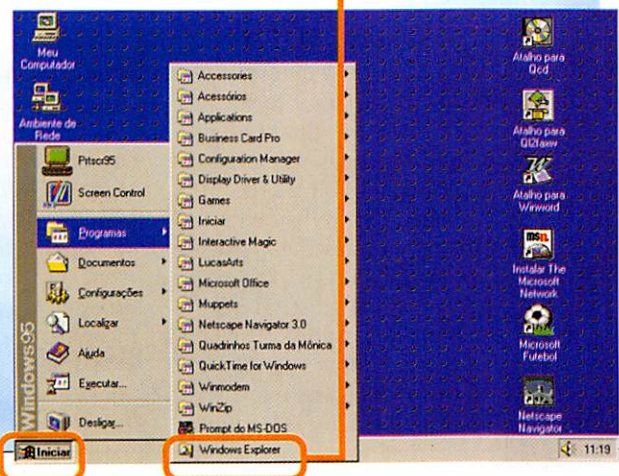 Meu
Computador
Ambiente de
Rede
Pitscr95
Screen Control
Programas
Documentos
Configurações
Localizar
Ajuda
Executar...
Desligar...
Windows95
Iniciar
Accessories
Acessórios
Applications
Business Card Pro
Configuration Manager
Display Driver & Utility
Games
Iniciar
Interactive Magic
LucasArts
Microsoft Office
Muppets
Netscape Navigator 3.0
Quadrinhos Turma da Mônica
QuickTime for Windows
Winmodem
WinZip
Prompt do MS-DOS
Windows Explorer
Atalho para
Qcd
Atalho para
Ql2faxw
Atalho para
Winword
msn.
Instalar The
Microsoft
Network
Microsoft
Futebol
Netscape
Navigator
11:19